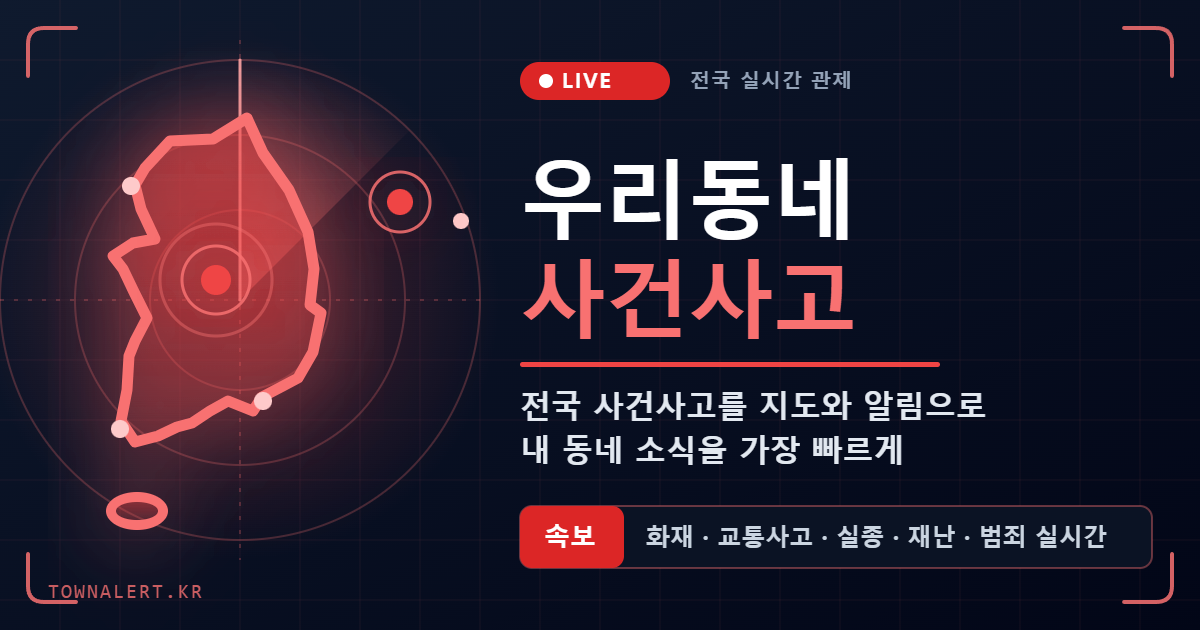 LIVE 전국 실시간 관제
우리동네
사건사고
전국 사건사고를 지도와 알림으로
내 동네 소식을 가장 빠르게
속보 화재 · 교통사고 · 실종 · 재난 · 범죄 실시간
TOWNALERT.KR